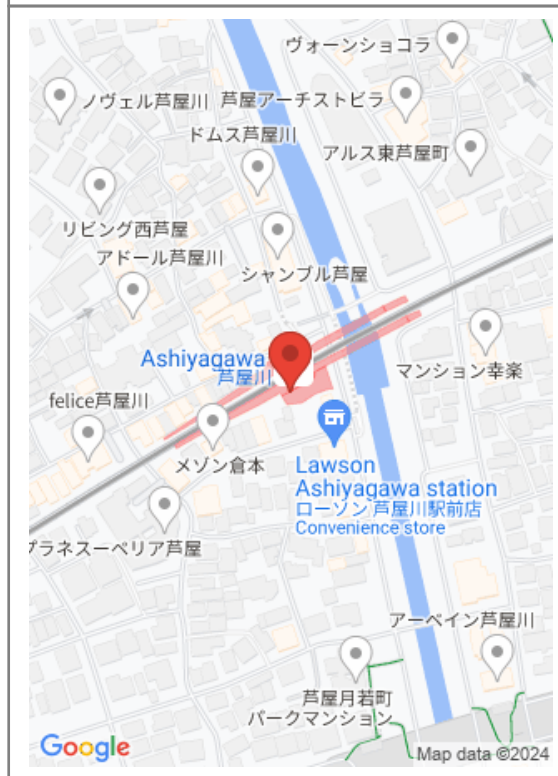 ヴォーンショコラ
ノヴェル芦屋川
芦屋アーチストビラ
ドムス芦屋川
アルス東芦屋町
リビング西芦屋
アドール芦屋川
シャンブル芦屋
Ashiyagawa
芦屋川
マンション幸楽
felice芦屋川
メゾン倉本
Lawson
Ashiyagawa station
ローソン 芦屋川駅前店
Convenience store
プラネスーペリア芦屋
アーベイン芦屋川
芦屋月若町
パークマンション
Google
Map data ©2024